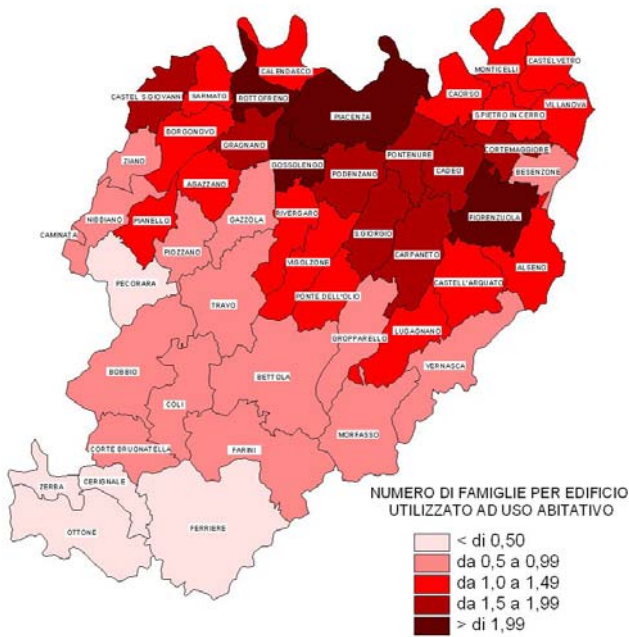 CALENDASCO
MONTICELLI
CASTELVETRO
CASTEL S.GIOVANNI
SARMATO
ROTTOFRENO
CAORSO
VILLANOVA
PIACENZA
S.PIETRO IN CERRO
BORGONOVO
GRAGNANO
ZIANO
PONTENURE
CORTEMAGGIORE
GOSSOLENGO
PODENZANO
CADEO
BESENZONE
AGAZZANO
NIBBIANO
PIANELLO
GAZZOLA
RIVERGARO
FIORENZUOLA
CAMINATA
S.GIORGIO
PIOZZANO
CARPANETO
VIGOLZONE
ALSENO
PECORARA
CASTELL'ARQUATO
TRAVO
PONTE DELL'OLIO
LUGAGNANO
GROPPARELLO
VERNASCA
BOBBIO
BETTOLA
COLI
MORFASSO
CORTE BRUGNATELLA
FARINI
CERIGNALE
ZERBA
FERRIERE
OTTONE
NUMERO DI FAMIGLIE PER EDIFICIO
UTILIZZATO AD USO ABITATIVO
< di 0,50
da 0,5 a 0,99
da 1,0 a 1,49
da 1,5 a 1,99
> di 1,99